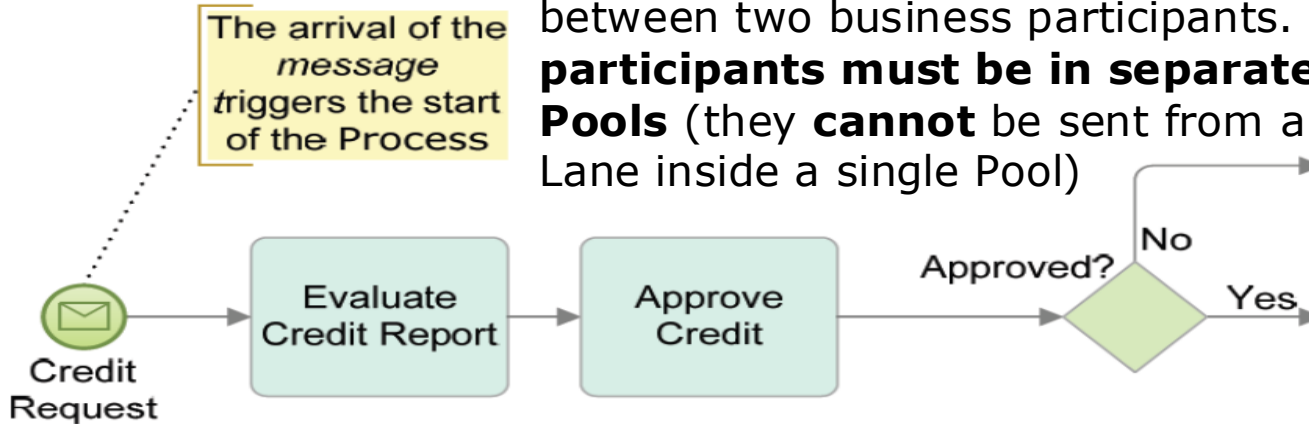 The arrival of the
message
triggers the start
of the Process
between two business participants.
participants must be in separate
Pools (they cannot be sent from a
Lane inside a single Pool)
Credit
Request
Evaluate
Credit Report
Approve
Credit
Approved?
No
Yes